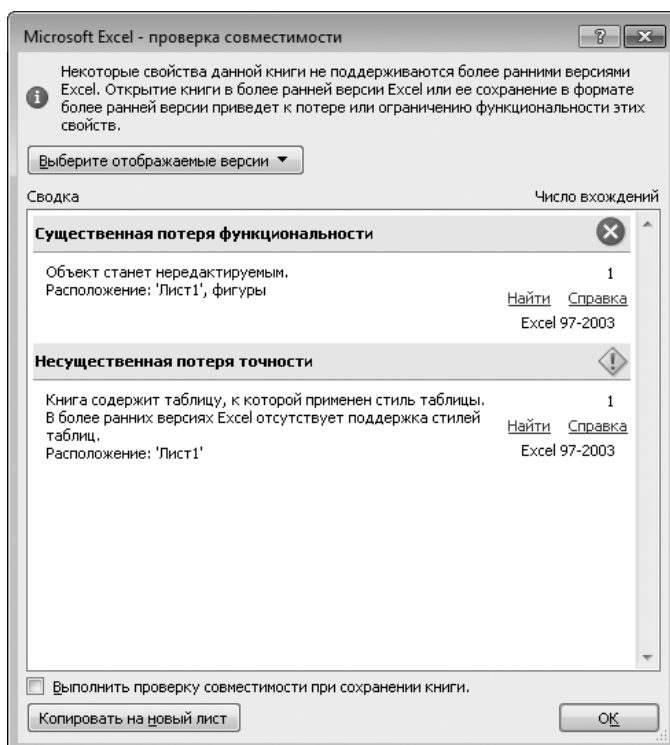 Microsoft Excel - проверка совместимости
Некоторые свойства данной книги не поддерживаются более ранними версиями
Excel. Открытие книги в более ранней версии Excel или ее сохранение в формате
более ранней версии приведет к потере или ограничению функциональности этих
свойств.
Выберите отображаемые версии
Сводка Число вхождений
Существенная потеря функциональности
Объект станет нередактируемым. 1
Расположение: 'Лист1', фигуры
Найти Справка
Excel 97-2003
Несущественная потеря точности
Книга содержит таблицу, к которой применен стиль таблицы. 1
В более ранних версиях Excel отсутствует поддержка стилей
таблиц.
Найти Справка
Расположение: 'Лист1' Excel 97-2003
Выполнить проверку совместимости при сохранении книги.
Копировать на новый лист ОК